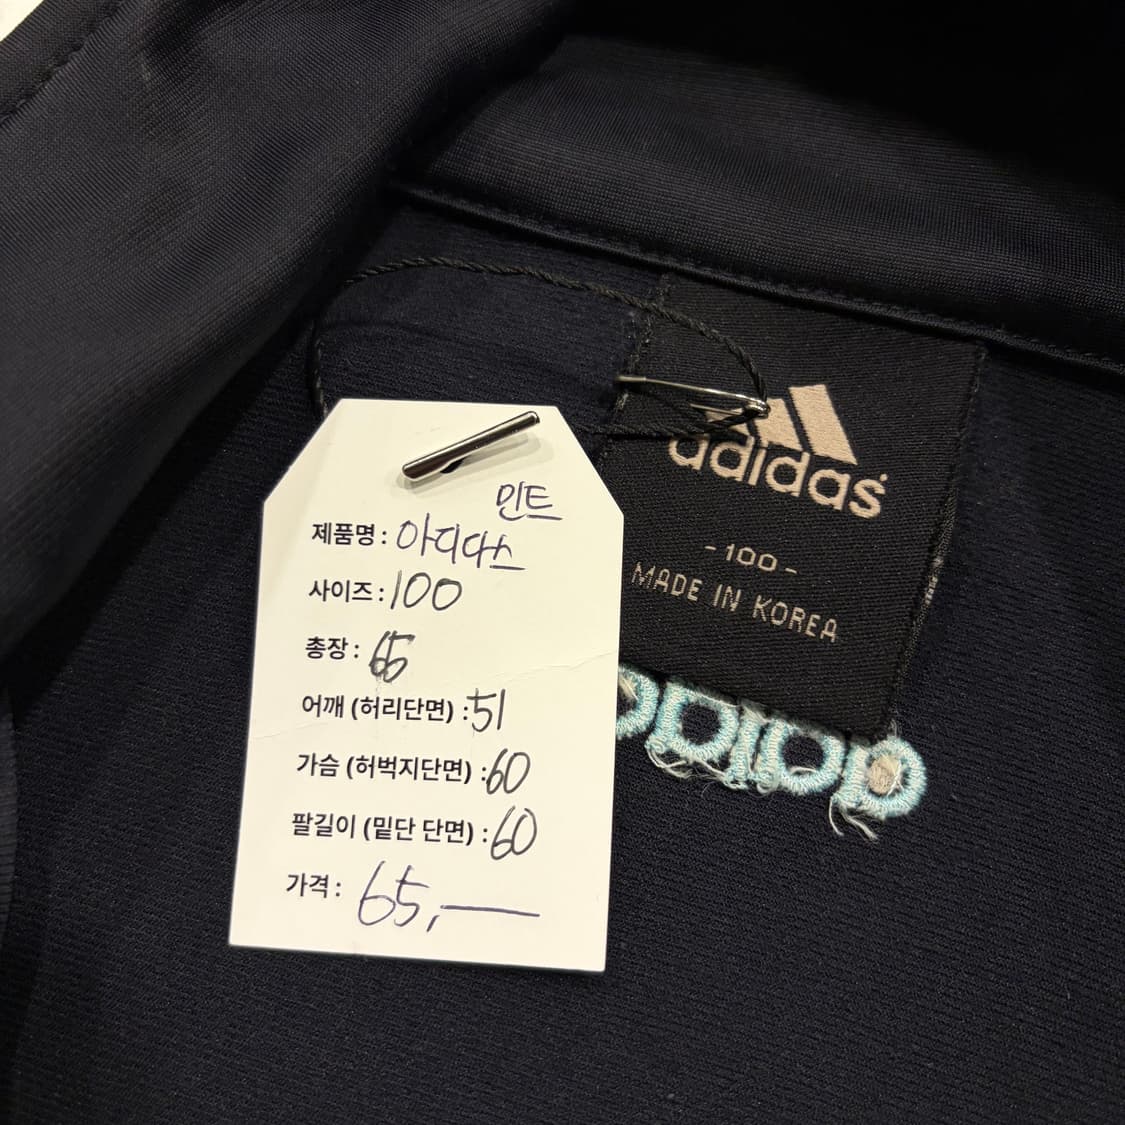 민트
제품명: 아디다스
사이즈: 100
총장: 65
어깨 (허리단면) :51
가슴 (허벅지단면) :60
팔길이 (밑단 단면) :60
가격: 65,—
adidas
-100-
MADE IN KOREA